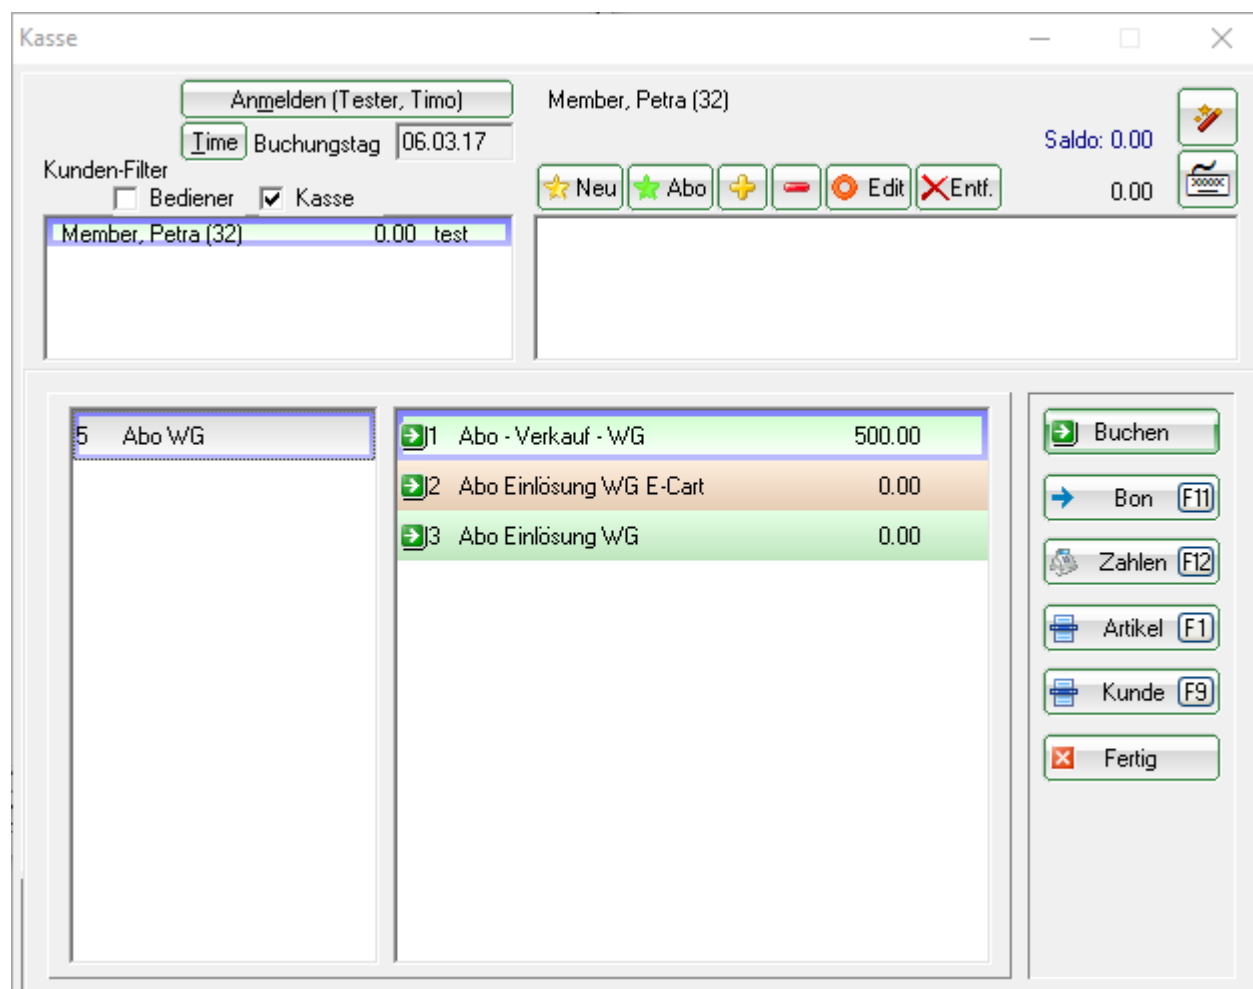 Kasse
Anmelden (Tester, Timo)
Member, Petra (32)
Time
Buchungstag
06.03.17
Saldo: 0.00
Kunden-Filter
Bediener
Kasse
Neu
Abo
Edit
Entf.
0.00
Member, Petra (32) 0.00 test
5 Abo WG
1 Abo - Verkauf - WG 500.00
2 Abo Einlösung WG E-Cart 0.00
3 Abo Einlösung WG 0.00
Buchen
Bon F11
Zahlen F12
Artikel F1
Kunde F9
Fertig